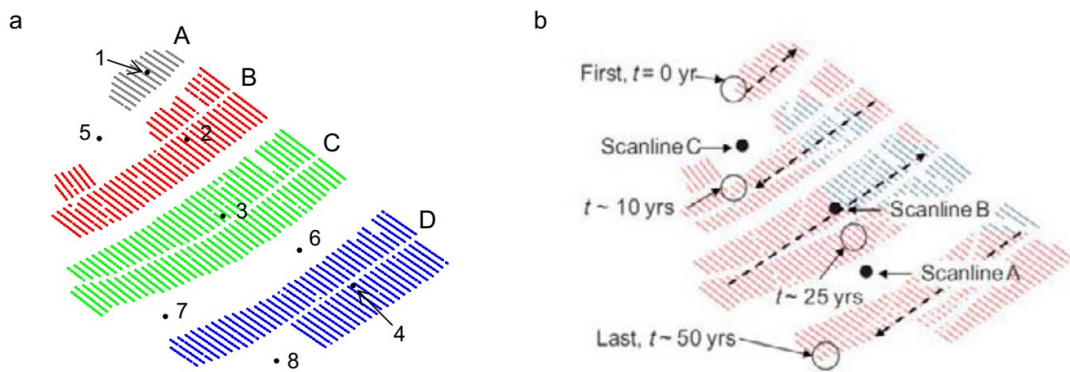 a
A
1
B
5
2
C
3
6
D
7
4
8
b
First, t = 0 yr
Scanline C
t ~ 10 yrs
Scanline B
Scanline A
t ~ 25 yrs
Last, t ~ 50 yrs